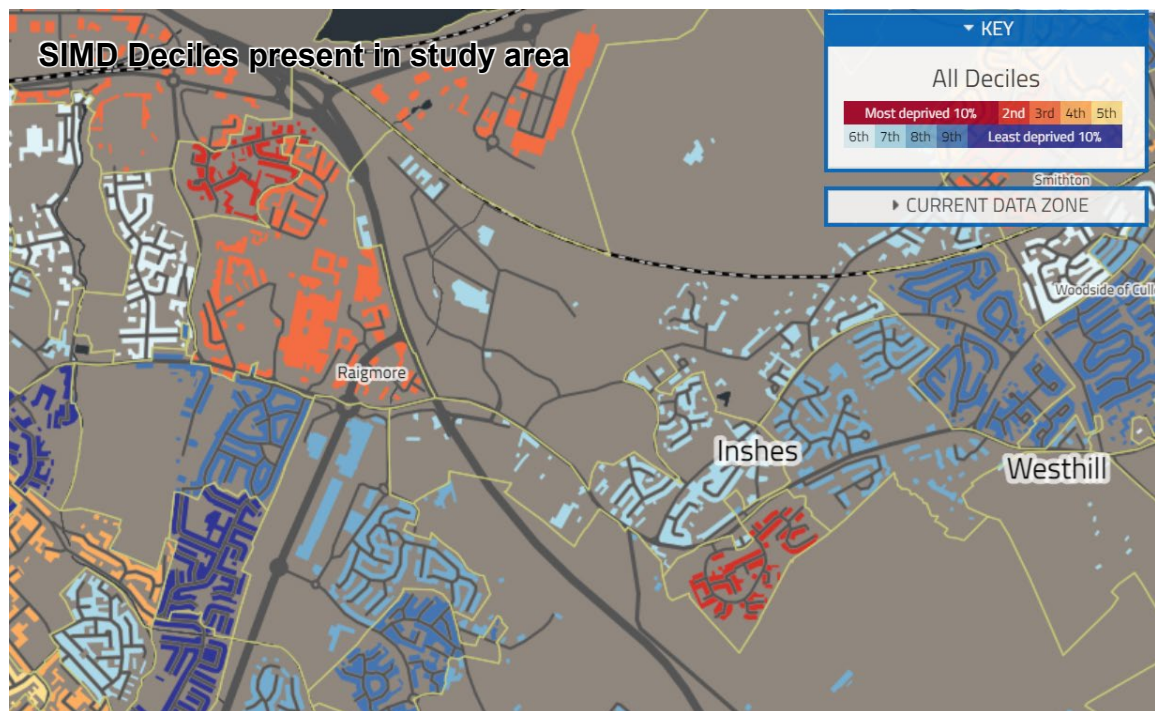 SIMD Deciles present in study area
KEY
All Deciles
Most deprived 10% 2nd 3rd 4th 5th
6th 7th 8th 9th Least deprived 10%
Smithton
CURRENT DATA ZONE
Woodside of Culle
Raigmore
Inshes
Westhill